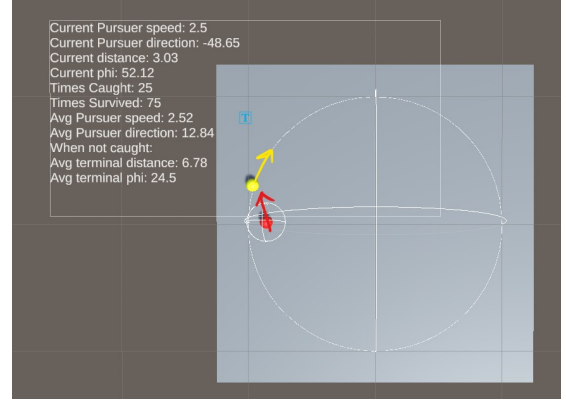 Current Pursuer speed: 2.5
Current Pursuer direction: -48.65
Current distance: 3.03
Current phi: 52.12
Times Caught: 25
Times Survived: 75
Avg Pursuer speed: 2.52
Avg Pursuer direction: 12.84
When not caught:
Avg terminal distance: 6.78
Avg terminal phi: 24.5
T